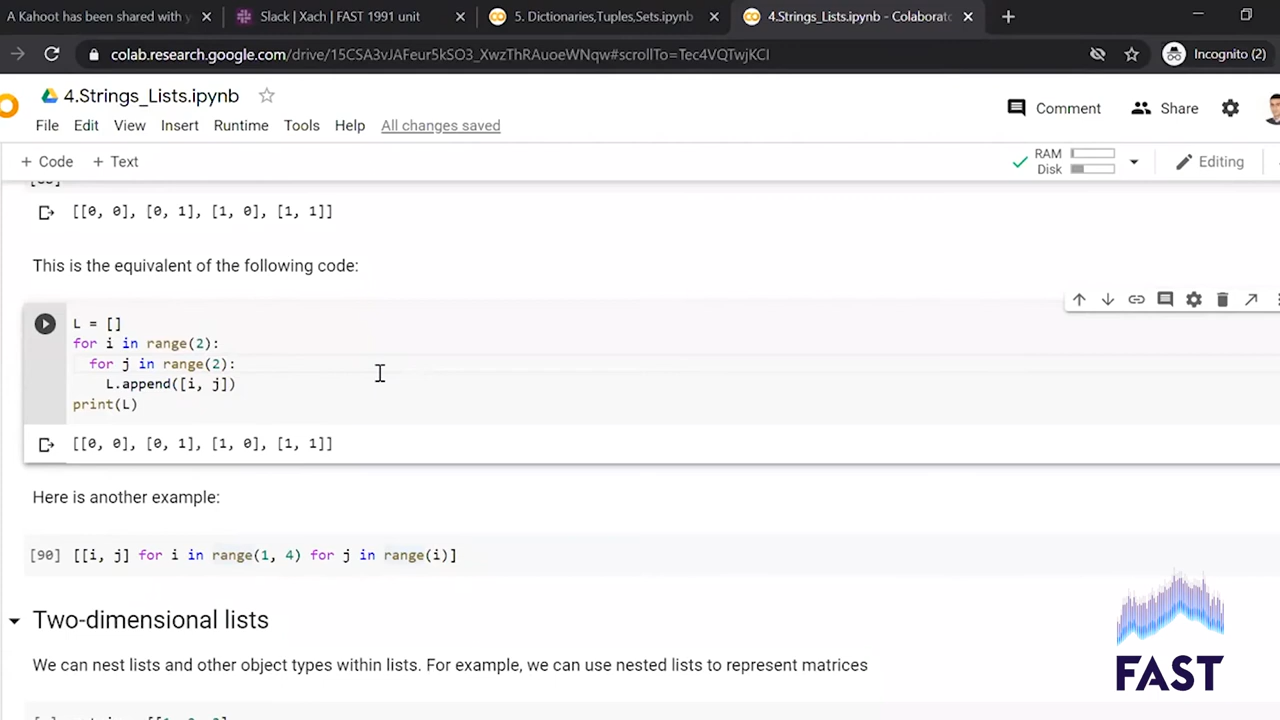 A Kahoot has been shared with
Slack | Xach | FAST 1991 unit
5. Dictionaries,Tuples,Sets.ipynb
4.Strings_Lists.ipynb - Colaborato
colab.research.google.com/drive/15CSA3vJAFeur5kSO3_XwzThRAuoeWNqw#scrollTo=Tec4VQTwjKCI
Incognito (2)
4.Strings_Lists.ipynb
Comment
Share
File Edit View Insert Runtime Tools Help All changes saved
+ Code + Text
RAM
Disk
Editing
[[0, 0], [0, 1], [1, 0], [1, 1]]
This is the equivalent of the following code:
L = []
for i in range(2):
for j in range(2):
L.append([i, j])
print(L)
[[0, 0], [0, 1], [1, 0], [1, 1]]
Here is another example:
[90] [[i, j] for i in range(1, 4) for j in range(i)]
Two-dimensional lists
We can nest lists and other object types within lists. For example, we can use nested lists to represent matrices
FAST